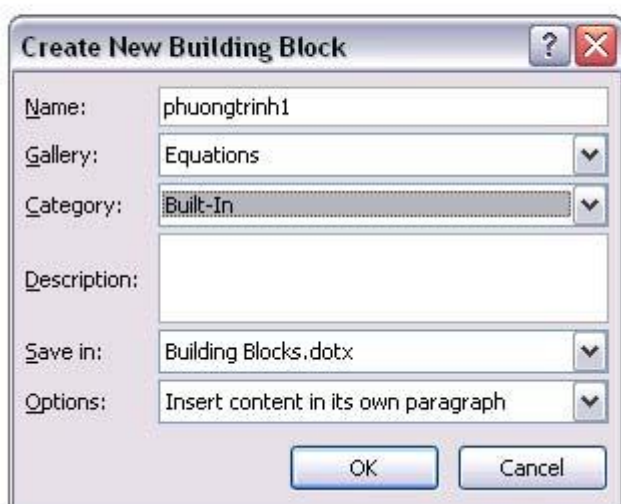 Create New Building Block
Name: phuongtrinh1
Gallery: Equations
Category: Built-In
Description:
Save in: Building Blocks.dotx
Options: Insert content in its own paragraph
OK Cancel